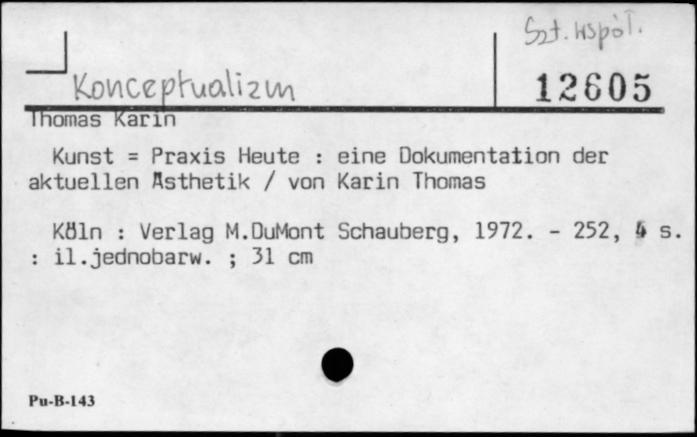 Szt. współ.
Konceptualizm
12605
Thomas Karin
Kunst = Praxis Heute : eine Dokumentation der
aktuellen Ästhetik / von Karin Thomas
Köln : Verlag M.DuMont Schauberg, 1972. - 252, s.
: il.jednobarw. ; 31 cm
Pu-B-143